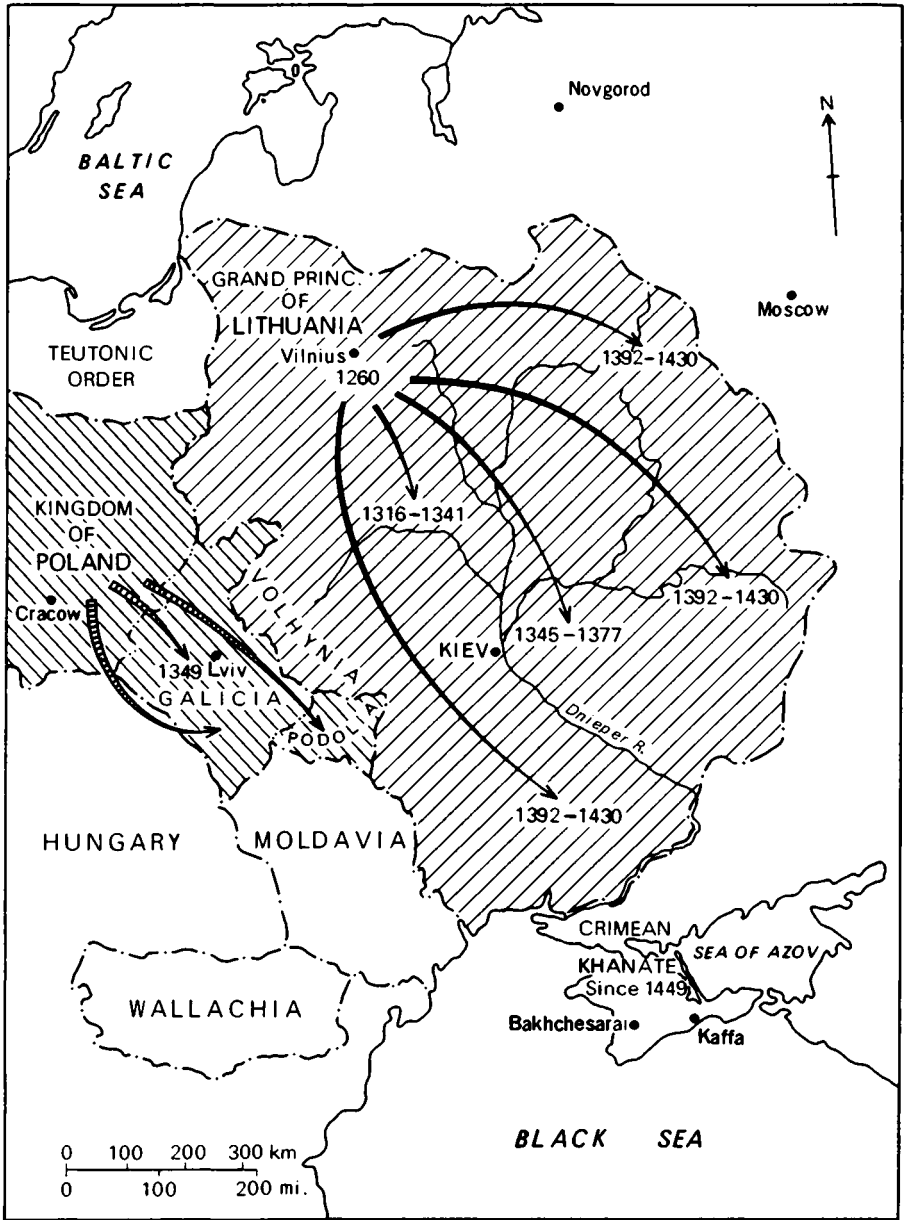 Novgorod
N
BALTIC
SEA
GRAND PRINC.
OF
LITHUANIA
Vilnius
1260
Moscow
TEUTONIC
ORDER
1392–1430
KINGDOM
OF
POLAND
1316–1341
Cracow
VOLHYNIA
1392–1430
1345–1377
KIEV
1349 Lviv
GALICIA
PODOLIA
Dnieper R.
1392–1430
HUNGARY
MOLDAVIA
CRIMEAN
KHANATE
Since 1449
SEA OF AZOV
WALLACHIA
Bakhchesarai
Kaffa
BLACK SEA
0 100 200 300 km
0 100 200 mi.